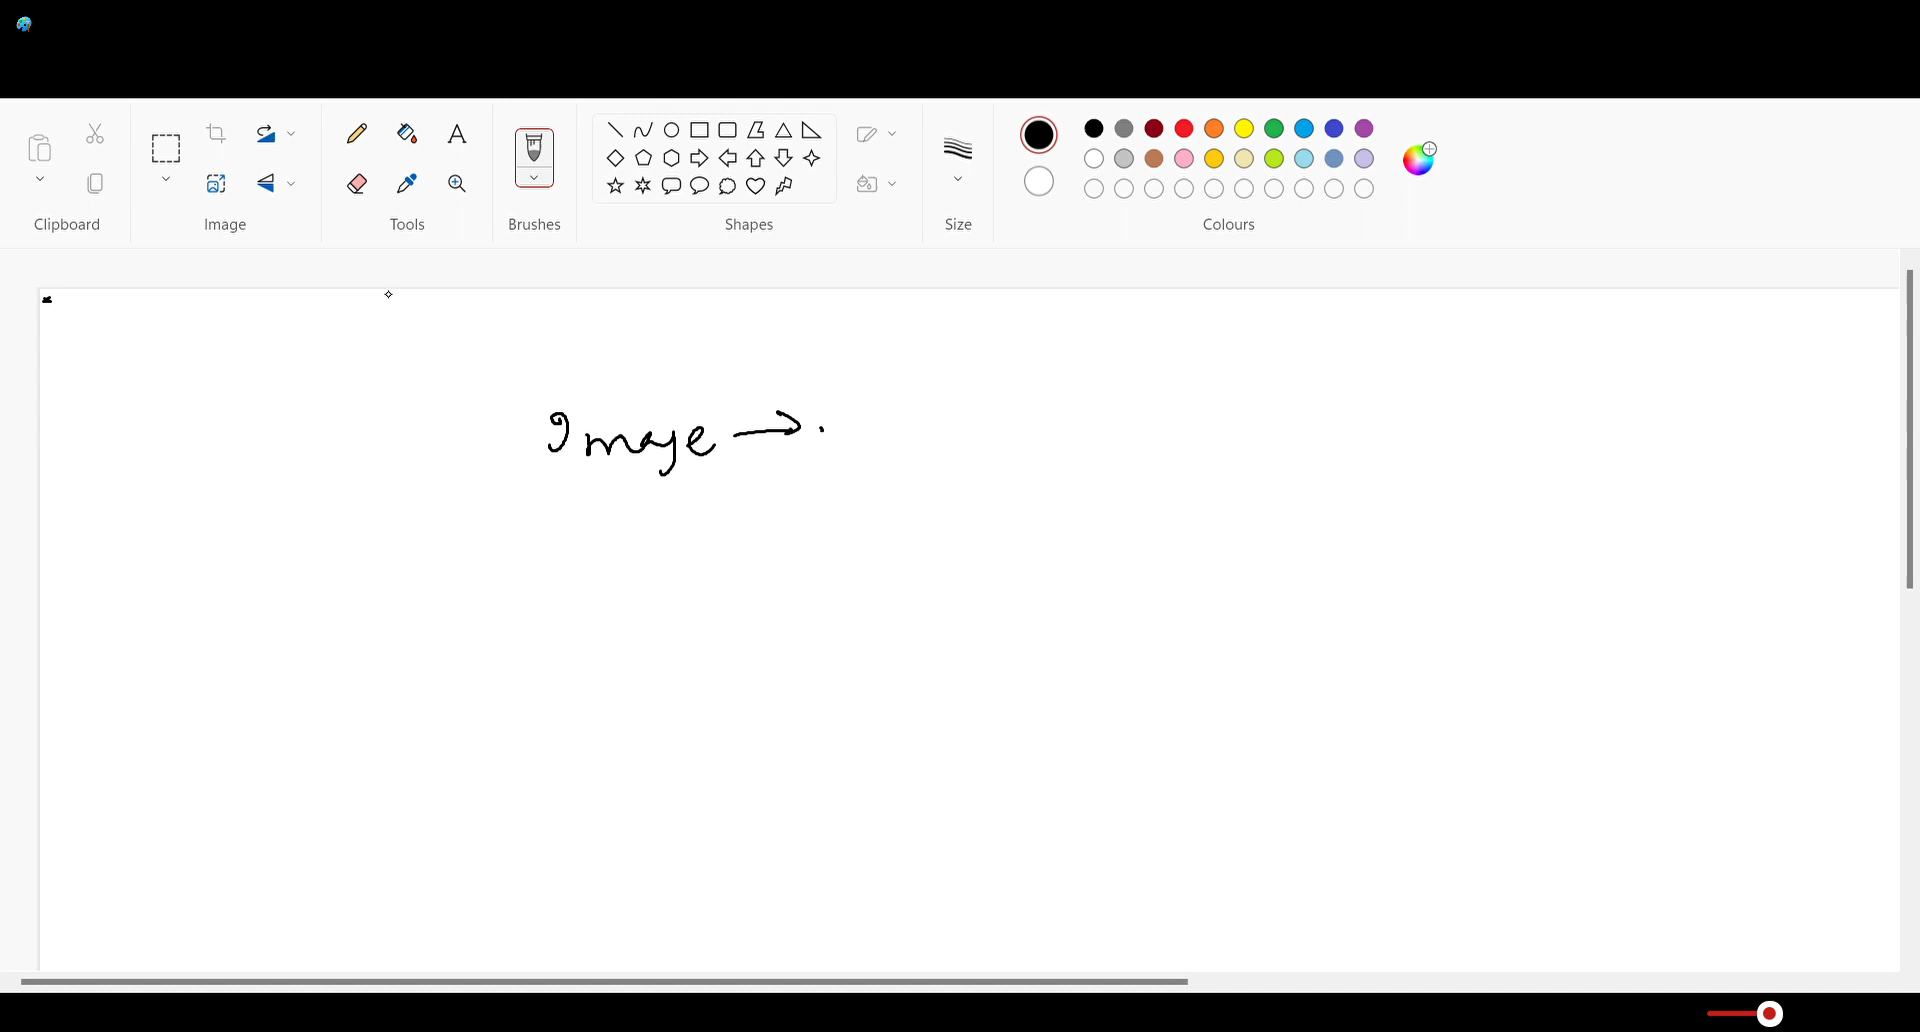 Clipboard
Image
Tools
Brushes
Shapes
Size
Colours
Image →.